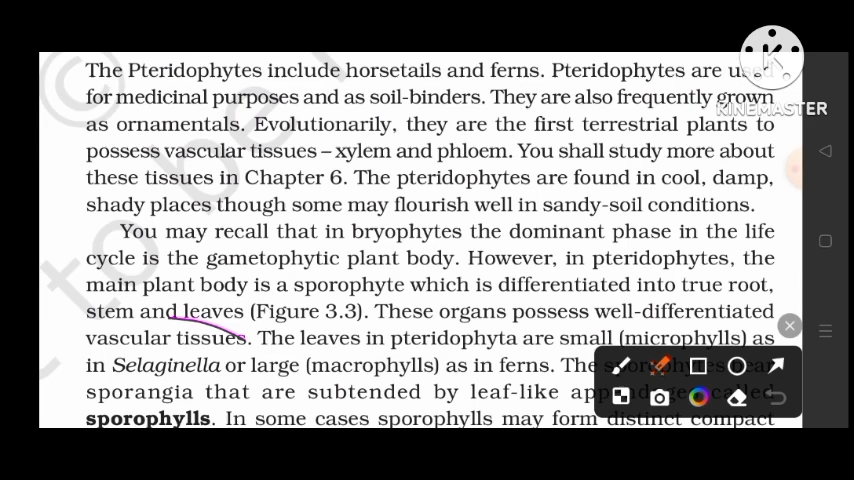 The Pteridophytes include horsetails and ferns. Pteridophytes are used
for medicinal purposes and as soil-binders. They are also frequently grown
KINEMASTER
as ornamentals. Evolutionarily, they are the first terrestrial plants to
possess vascular tissues – xylem and phloem. You shall study more about
these tissues in Chapter 6. The pteridophytes are found in cool, damp,
shady places though some may flourish well in sandy-soil conditions.
You may recall that in bryophytes the dominant phase in the life
cycle is the gametophytic plant body. However, in pteridophytes, the
main plant body is a sporophyte which is differentiated into true root,
stem and leaves (Figure 3.3). These organs possess well-differentiated
vascular tissues. The leaves in pteridophyta are small (microphylls) as
in Selaginella or large (macrophylls) as in ferns. The sporophytes bear
sporangia that are subtended by leaf-like appendages called
sporophylls. In some cases sporophylls may form distinct compact